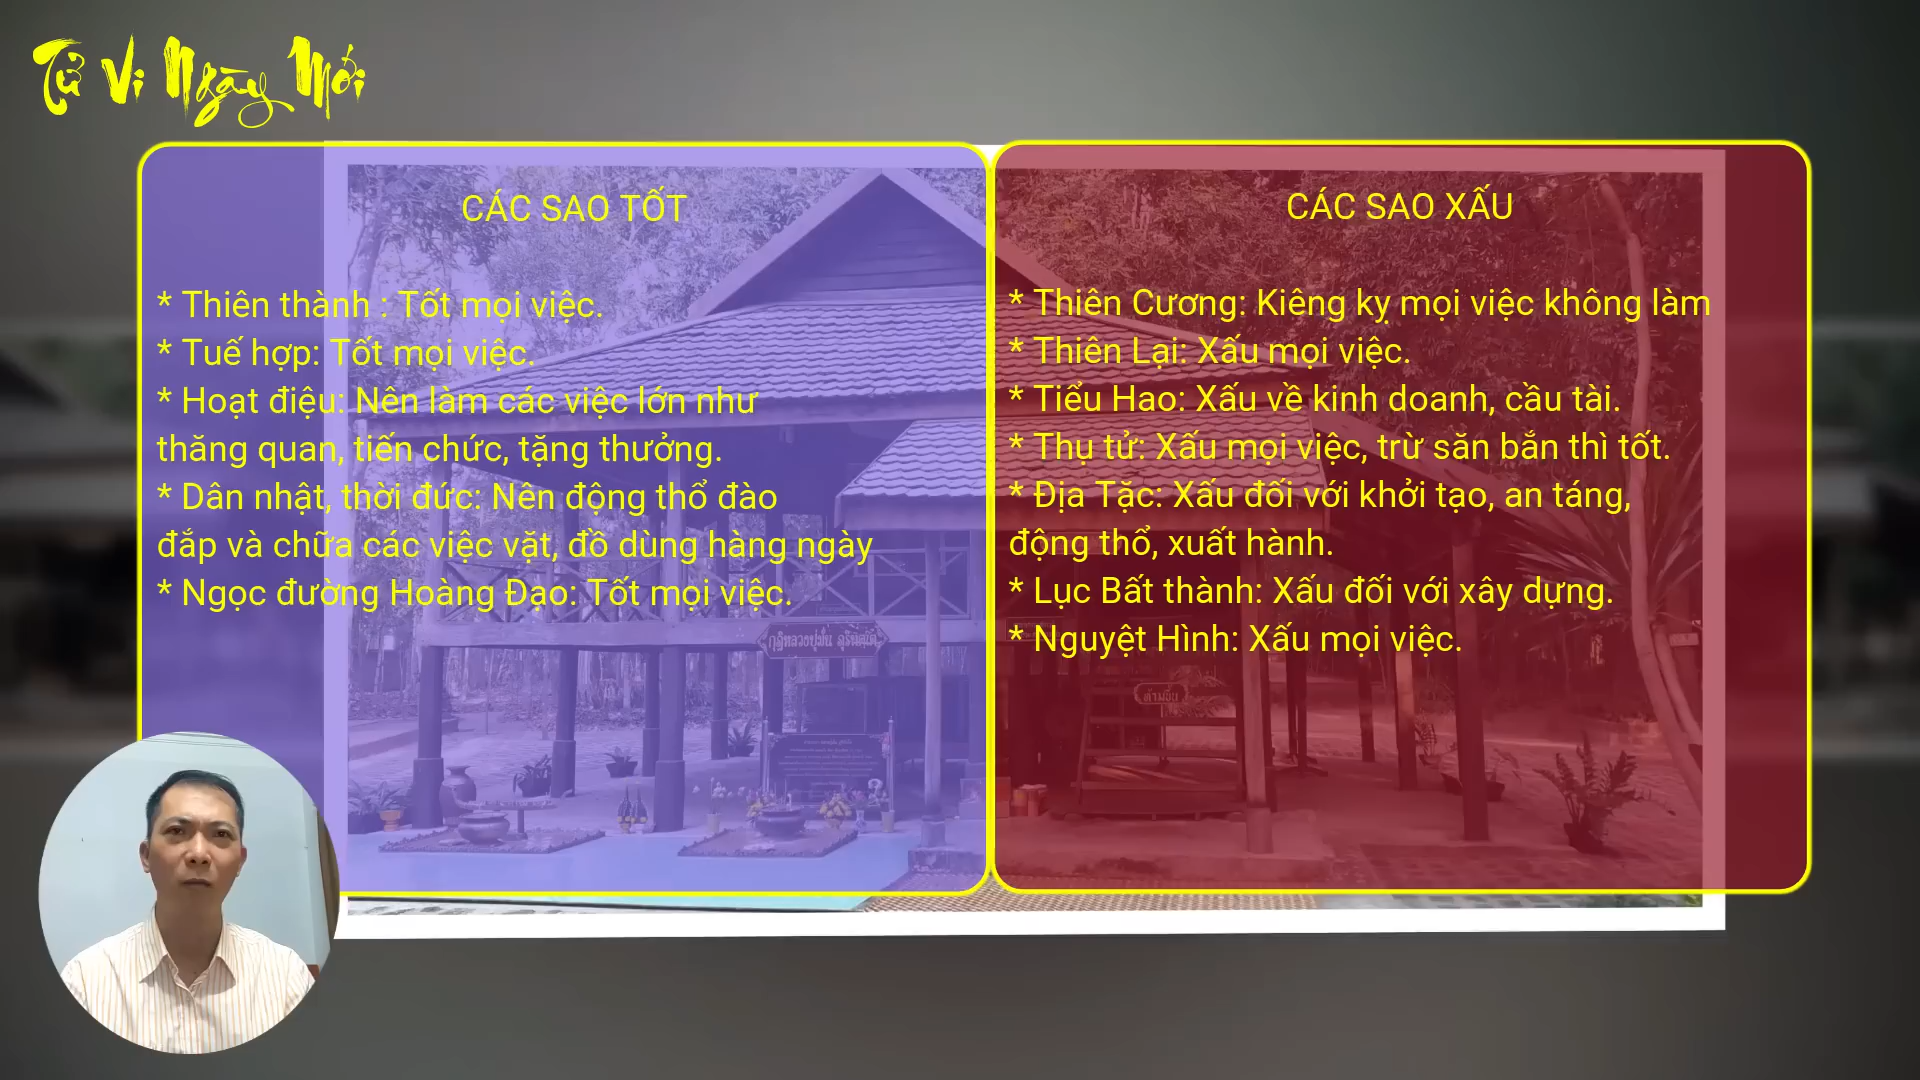 Tử Vi Ngày Mới
CÁC SAO TỐT
* Thiên thành : Tốt mọi việc.
* Tuế hợp: Tốt mọi việc.
* Hoạt điệu: Nên làm các việc lớn như
thăng quan, tiến chức, tặng thưởng.
* Dân nhật, thời đức: Nên động thổ đào
đắp và chữa các việc vặt, đồ dùng hàng ngày
* Ngọc đường Hoàng Đạo: Tốt mọi việc.
CÁC SAO XẤU
* Thiên Cương: Kiêng kỵ mọi việc không làm
* Thiên Lại: Xấu mọi việc.
* Tiểu Hao: Xấu về kinh doanh, cầu tài.
* Thụ tử: Xấu mọi việc, trừ săn bắn thì tốt.
* Địa Tặc: Xấu đối với khởi tạo, an táng,
động thổ, xuất hành.
* Lục Bất thành: Xấu đối với xây dựng.
* Nguyệt Hình: Xấu mọi việc.
ห้ามขึ้น